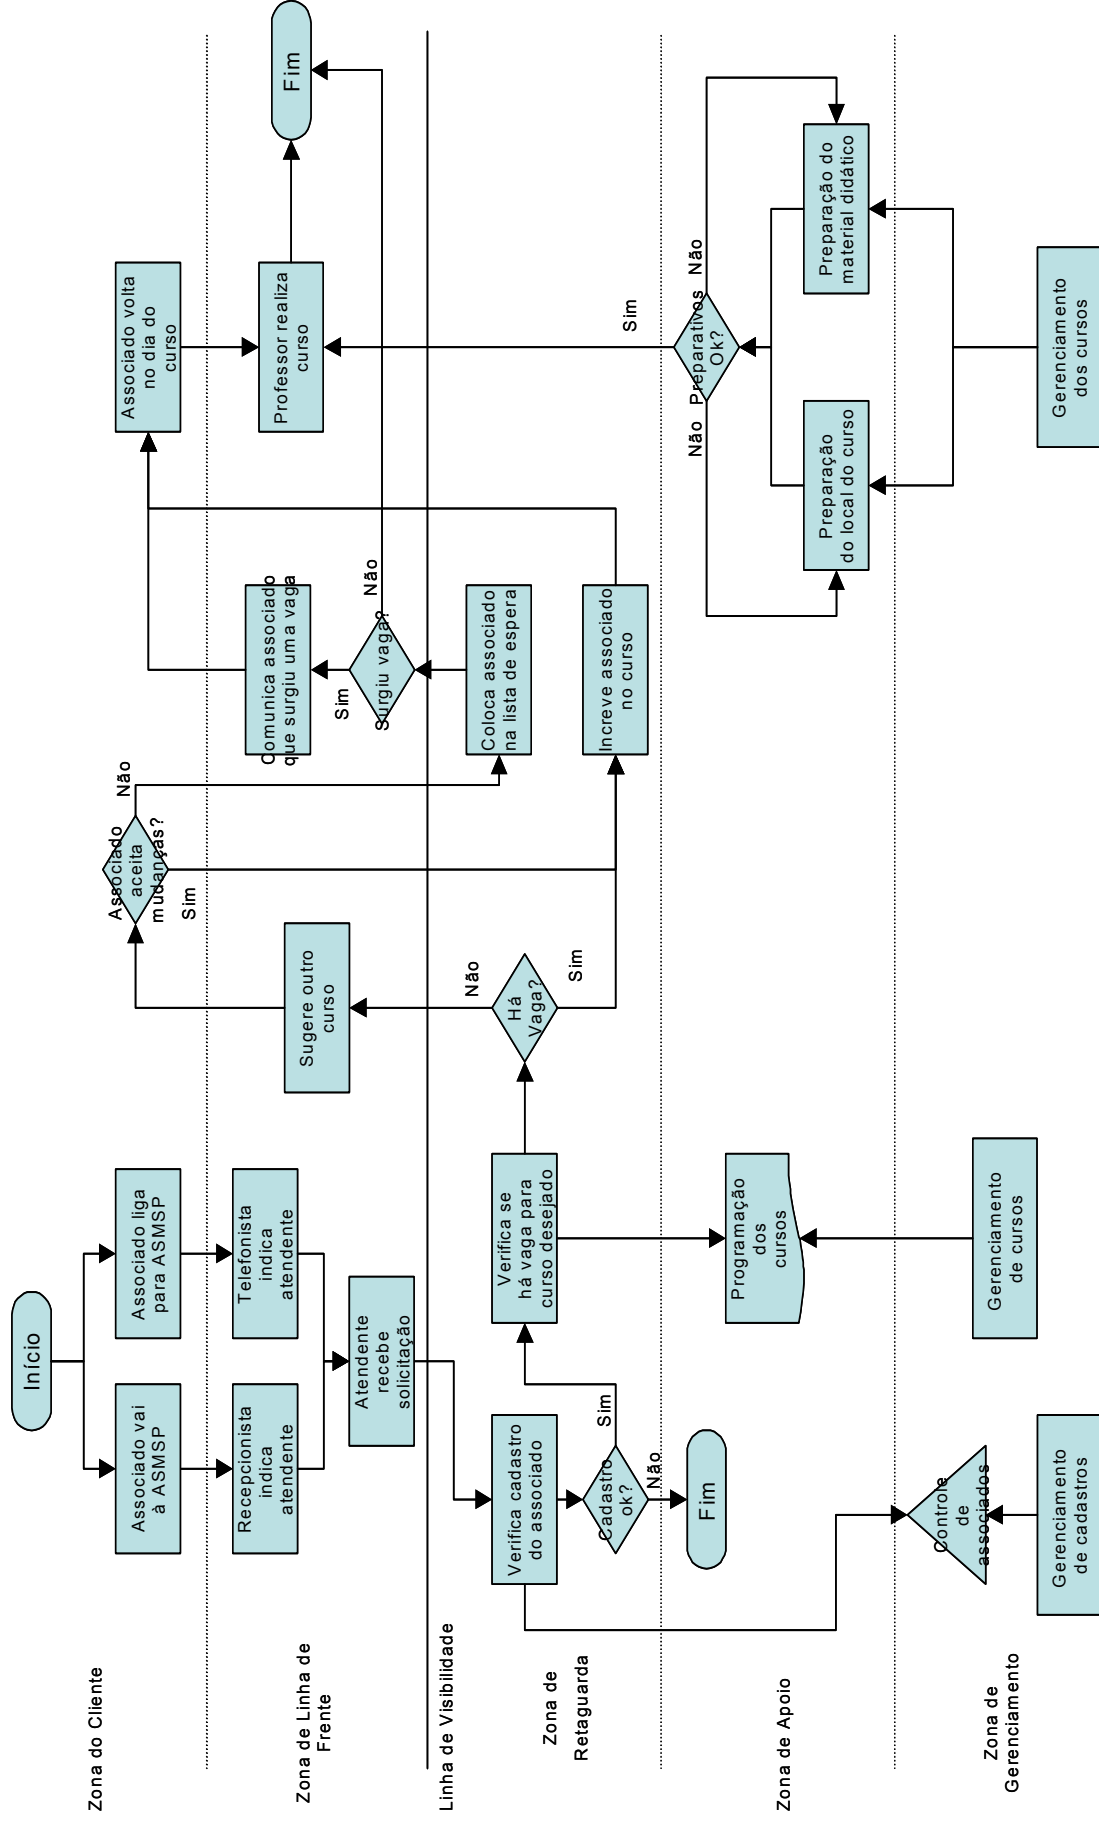 Início
Associado vai
à ASMSP
Associado liga
para ASMSP
Associado
aceita
mudanças?
Não
Sim
Associado volta
no dia do
curso
Zona do Cliente
Recepcionista
indica
atendente
Telefonista
indica
atendente
Atendente
recebe
solicitação
Sugere outro
curso
Comunica associado
que surgiu uma vaga
Sim
Surgiu vaga?
Não
Professor realiza
curso
Fim
Zona de Linha de
Frente
Linha de Visibilidade
Verifica cadastro
do associado
Cadastro
ok?
Sim
Não
Verifica se
há vaga para
curso desejado
Há
Vaga?
Não
Sim
Coloca associado
na lista de espera
Increve associado
no curso
Sim
Zona de
Retaguarda
Fim
Programação
dos
cursos
Não
Preparativos
Ok?
Não
Preparação
do local do curso
Preparação do
material didático
Zona de Apoio
Controle
de
associados
Gerenciamento
de cadastros
Gerenciamento
de cursos
Gerenciamento
dos cursos
Zona de
Gerenciamento